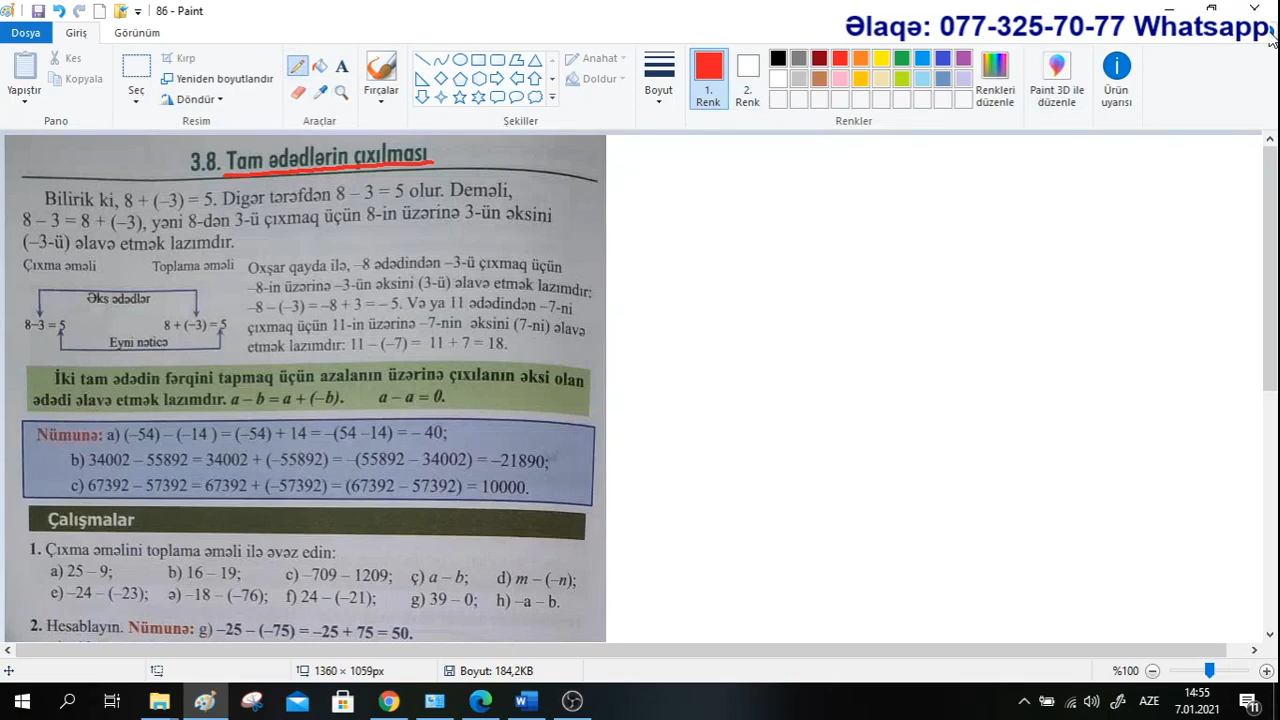 86 - Paint
Əlaqə: 077-325-70-77 Whatsapp
Dosya Giriş Görünüm
Yapıştır
Kes
Kopyala
Pano
Seç
Kırp
Yeniden boyutlandır
Döndür
Resim
Araçlar
Fırçalar
Şekiller
Anahat
Doldur
Boyut
1. Renk
2. Renk
Renkler
Renkleri düzenle
Paint 3D ile düzenle
Ürün uyarısı
3.8. Tam ədədlərin çıxılması
Bilirik ki, 8 + (–3) = 5. Digər tərəfdən 8 – 3 = 5 olur. Deməli,
8 – 3 = 8 + (–3), yəni 8-dən 3-ü çıxmaq üçün 8-in üzərinə 3-ün əksini
(–3-ü) əlavə etmək lazımdır.
Çıxma əməli Toplama əməli
Əks ədədlər
8–3 = 5 8 + (–3) = 5
Eyni nəticə
Oxşar qayda ilə, –8 ədədindən –3-ü çıxmaq üçün
–8-in üzərinə –3-ün əksini (3-ü) əlavə etmək lazımdır:
–8 – (–3) = –8 + 3 = – 5. Və ya 11 ədədindən –7-ni
çıxmaq üçün 11-in üzərinə –7-nin əksini (7-ni) əlavə
etmək lazımdır: 11 – (–7) = 11 + 7 = 18.
İki tam ədədin fərqini tapmaq üçün azalanın üzərinə çıxılanın əksi olan
ədədi əlavə etmək lazımdır. a – b = a + (–b). a – a = 0.
Nümunə: a) (–54) – (–14 ) = (–54) + 14 = –(54 –14) = – 40;
b) 34002 – 55892 = 34002 + (–55892) = –(55892 – 34002) = –21890;
c) 67392 – 57392 = 67392 + (–57392) = (67392 – 57392) = 10000.
Çalışmalar
1. Çıxma əməlini toplama əməli ilə əvəz edin:
a) 25 – 9; b) 16 – 19; c) –709 – 1209; ç) a – b; d) m – (–n);
e) –24 – (–23); ə) –18 – (–76); f) 24 – (–21); g) 39 – 0; h) –a – b.
2. Hesablayın. Nümunə: g) –25 – (–75) = –25 + 75 = 50.
1360 × 1059px Boyut: 184,2KB %100
AZE
14:55
7.01.2021
11